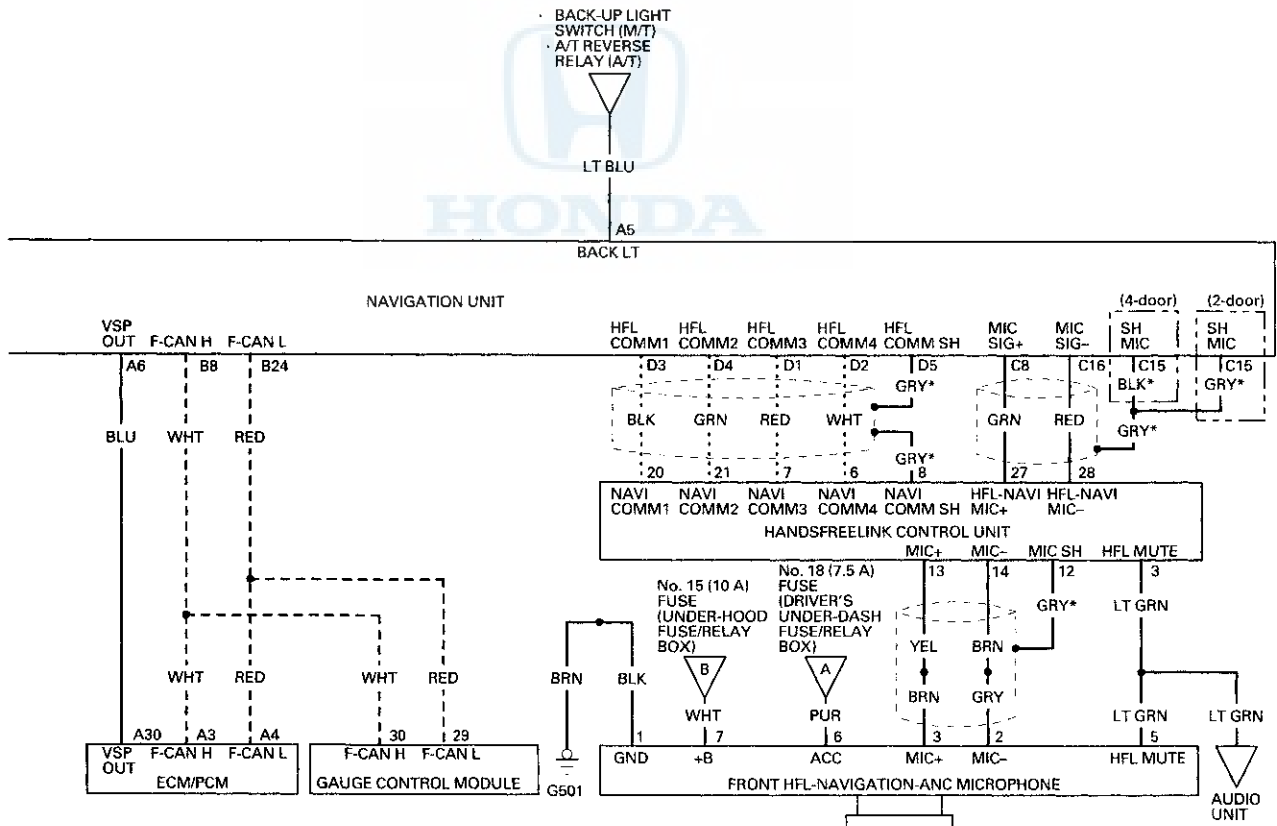 · BACK-UP LIGHT
SWITCH (M/T)
· A/T REVERSE
RELAY (A/T)
LT BLU
HONDA
A5
BACK LT
NAVIGATION UNIT
(4-door) (2-door)
VSP
OUT F-CAN H F-CAN L
HFL
COMM1
HFL
COMM2
HFL
COMM3
HFL
COMM4
HFL
COMM SH
MIC
SIG+
MIC
SIG–
SH
MIC
SH
MIC
A6 B8 B24 D3 D4 D1 D2 D5 C8 C16 C15 C15
GRY* BLK* GRY*
BLU WHT RED BLK GRN RED WHT GRN RED GRY*
GRY*
20 21 7 6 8 27 28
NAVI
COMM1
NAVI
COMM2
NAVI
COMM3
NAVI
COMM4
NAVI
COMM SH
HFL-NAVI
MIC+
HFL-NAVI
MIC–
HANDSFREELINK CONTROL UNIT
MIC+ MIC– MIC SH HFL MUTE
13 14 12 3
No. 15 (10 A)
FUSE
(UNDER-HOOD
FUSE/RELAY
BOX)
No. 18 (7.5 A)
FUSE
(DRIVER'S
UNDER-DASH
FUSE/RELAY
BOX)
GRY* LT GRN
YEL BRN
B A
WHT RED WHT RED BRN BLK BRN GRY
WHT PUR LT GRN LT GRN
A30 A3 A4 30 29 1 7 6 3 2 5
VSP
OUT F-CAN H F-CAN L
ECM/PCM
F-CAN H F-CAN L
GAUGE CONTROL MODULE
G501
GND +B ACC MIC+ MIC– HFL MUTE
FRONT HFL-NAVIGATION-ANC MICROPHONE
AUDIO
UNIT